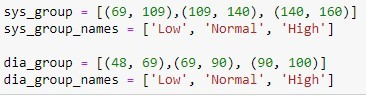 sys_group = [(69, 109),(109, 140), (140, 160)]
sys_group_names = ['Low', 'Normal', 'High']
dia_group = [(48, 69),(69, 90), (90, 100)]
dia_group_names = ['Low', 'Normal', 'High']